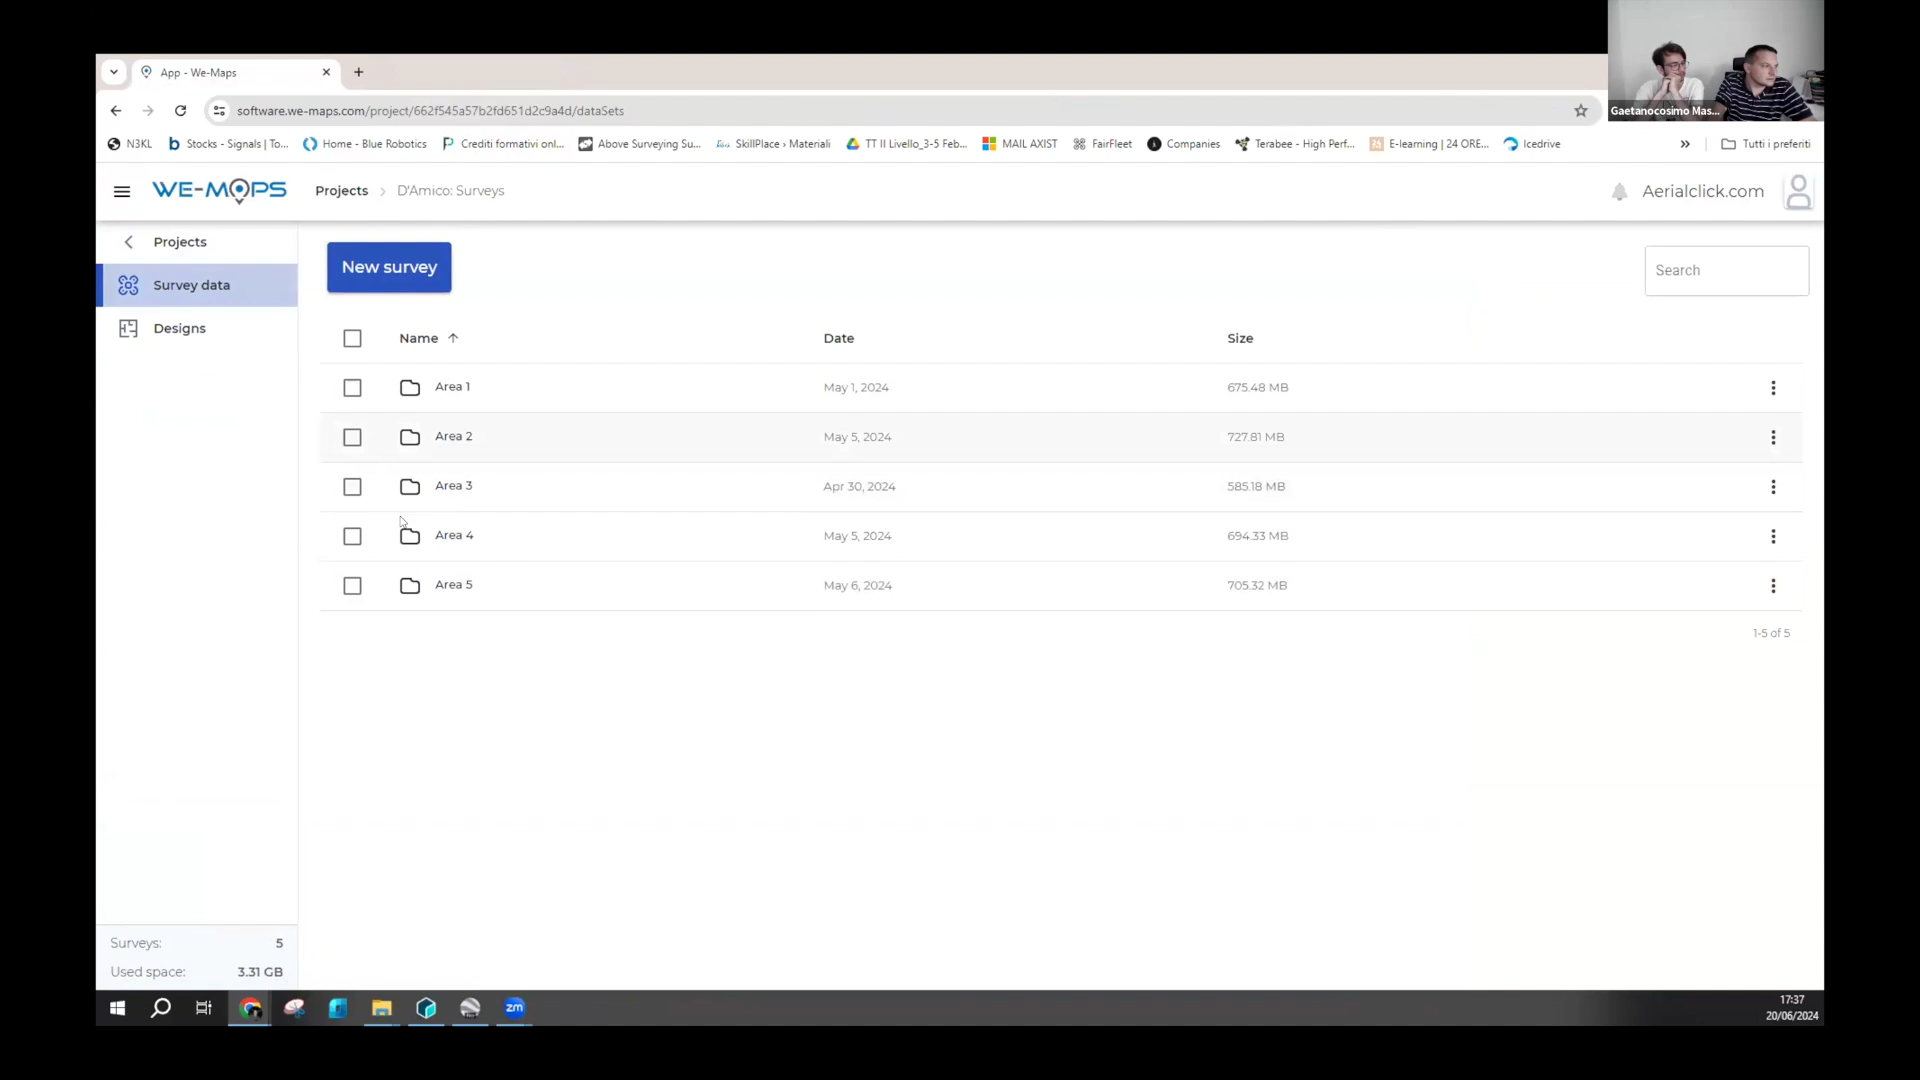 App - We-Maps
software.we-maps.com/project/662f545a57b2fd651d2c9a4d/dataSets
Gaetanocosimo Mas...
N3KL
Stocks - Signals | To...
Home - Blue Robotics
Crediti formativi onl...
Above Surveying Su...
SkillPlace › Materiali
TT II Livello_3-5 Feb...
MAIL AXIST
FairFleet
Companies
Terabee - High Perf...
E-learning | 24 ORE...
Icedrive
»
Tutti i preferiti
WE-MAPS
Projects > D'Amico: Surveys
Aerialclick.com
Projects
Survey data
Designs
New survey
Search
Name Date Size
Area 1 May 1, 2024 675.48 MB
Area 2 May 5, 2024 727.81 MB
Area 3 Apr 30, 2024 585.18 MB
Area 4 May 5, 2024 694.33 MB
Area 5 May 6, 2024 705.32 MB
1-5 of 5
Surveys: 5
Used space: 3.31 GB
zm
17:37
20/06/2024